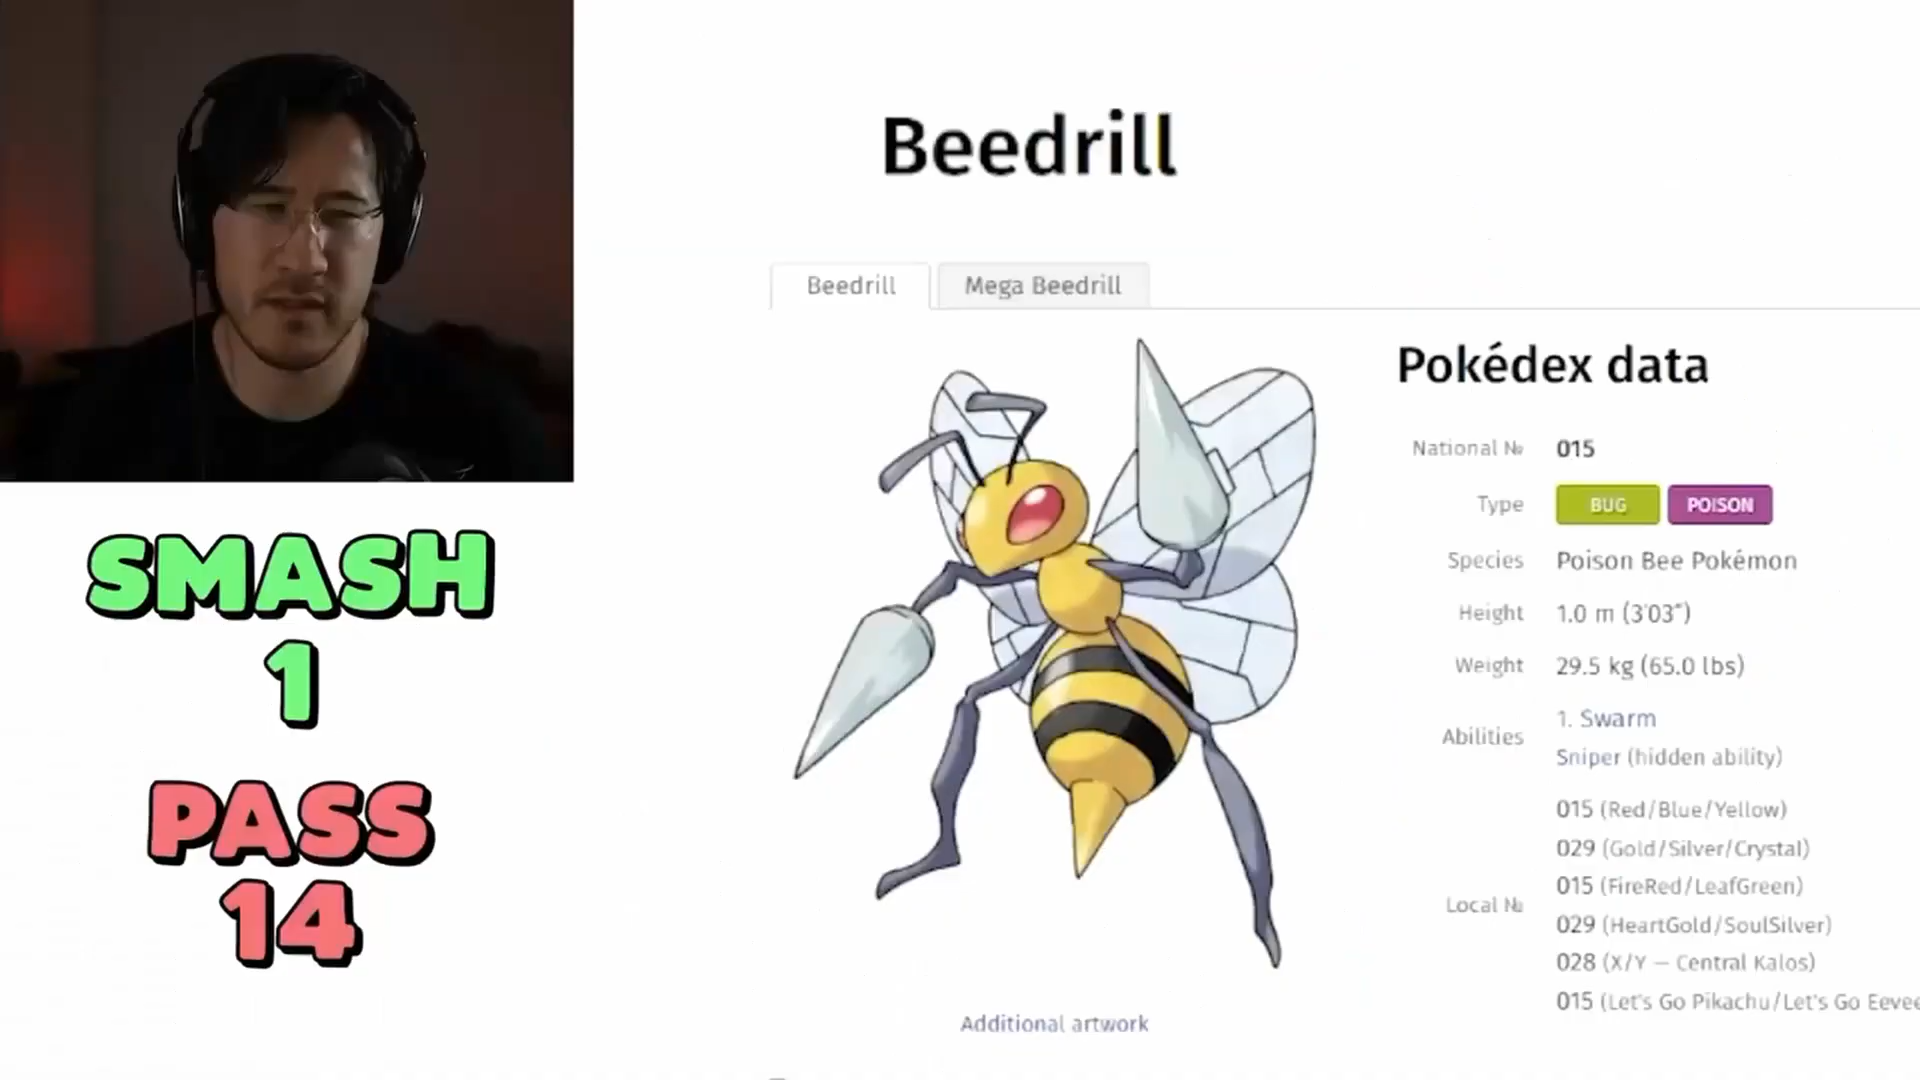 SMASH
1
PASS
14
Beedrill
Beedrill
Mega Beedrill
Additional artwork
Pokédex data
National № 015
Type BUG POISON
Species Poison Bee Pokémon
Height 1.0 m (3'03")
Weight 29.5 kg (65.0 lbs)
Abilities 1. Swarm
Sniper (hidden ability)
Local № 015 (Red/Blue/Yellow)
029 (Gold/Silver/Crystal)
015 (FireRed/LeafGreen)
029 (HeartGold/SoulSilver)
028 (X/Y — Central Kalos)
015 (Let's Go Pikachu/Let's Go Eevee